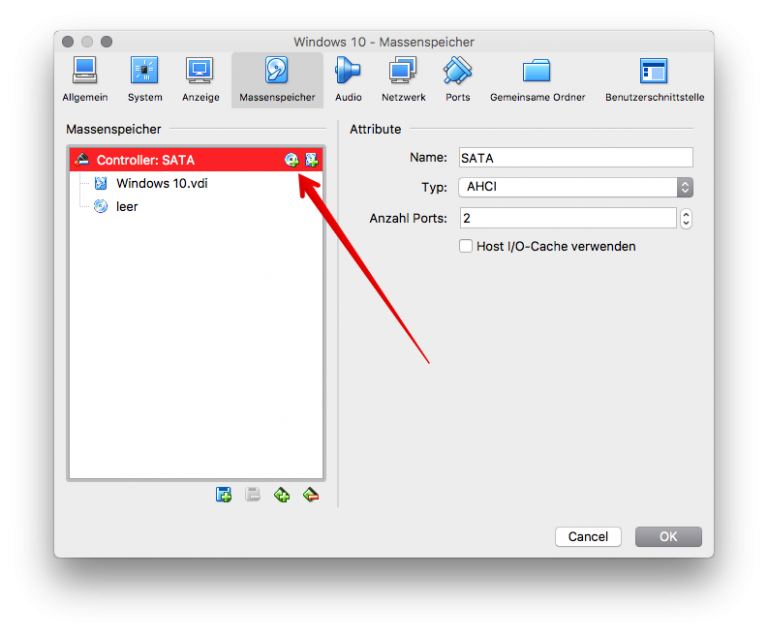 Windows 10 - Massenspeicher
Allgemein System Anzeige Massenspeicher Audio Netzwerk Ports Gemeinsame Ordner Benutzerschnittstelle
Massenspeicher
Controller: SATA
Windows 10.vdi
leer
Attribute
Name: SATA
Typ: AHCI
Anzahl Ports: 2
Host I/O-Cache verwenden
Cancel OK